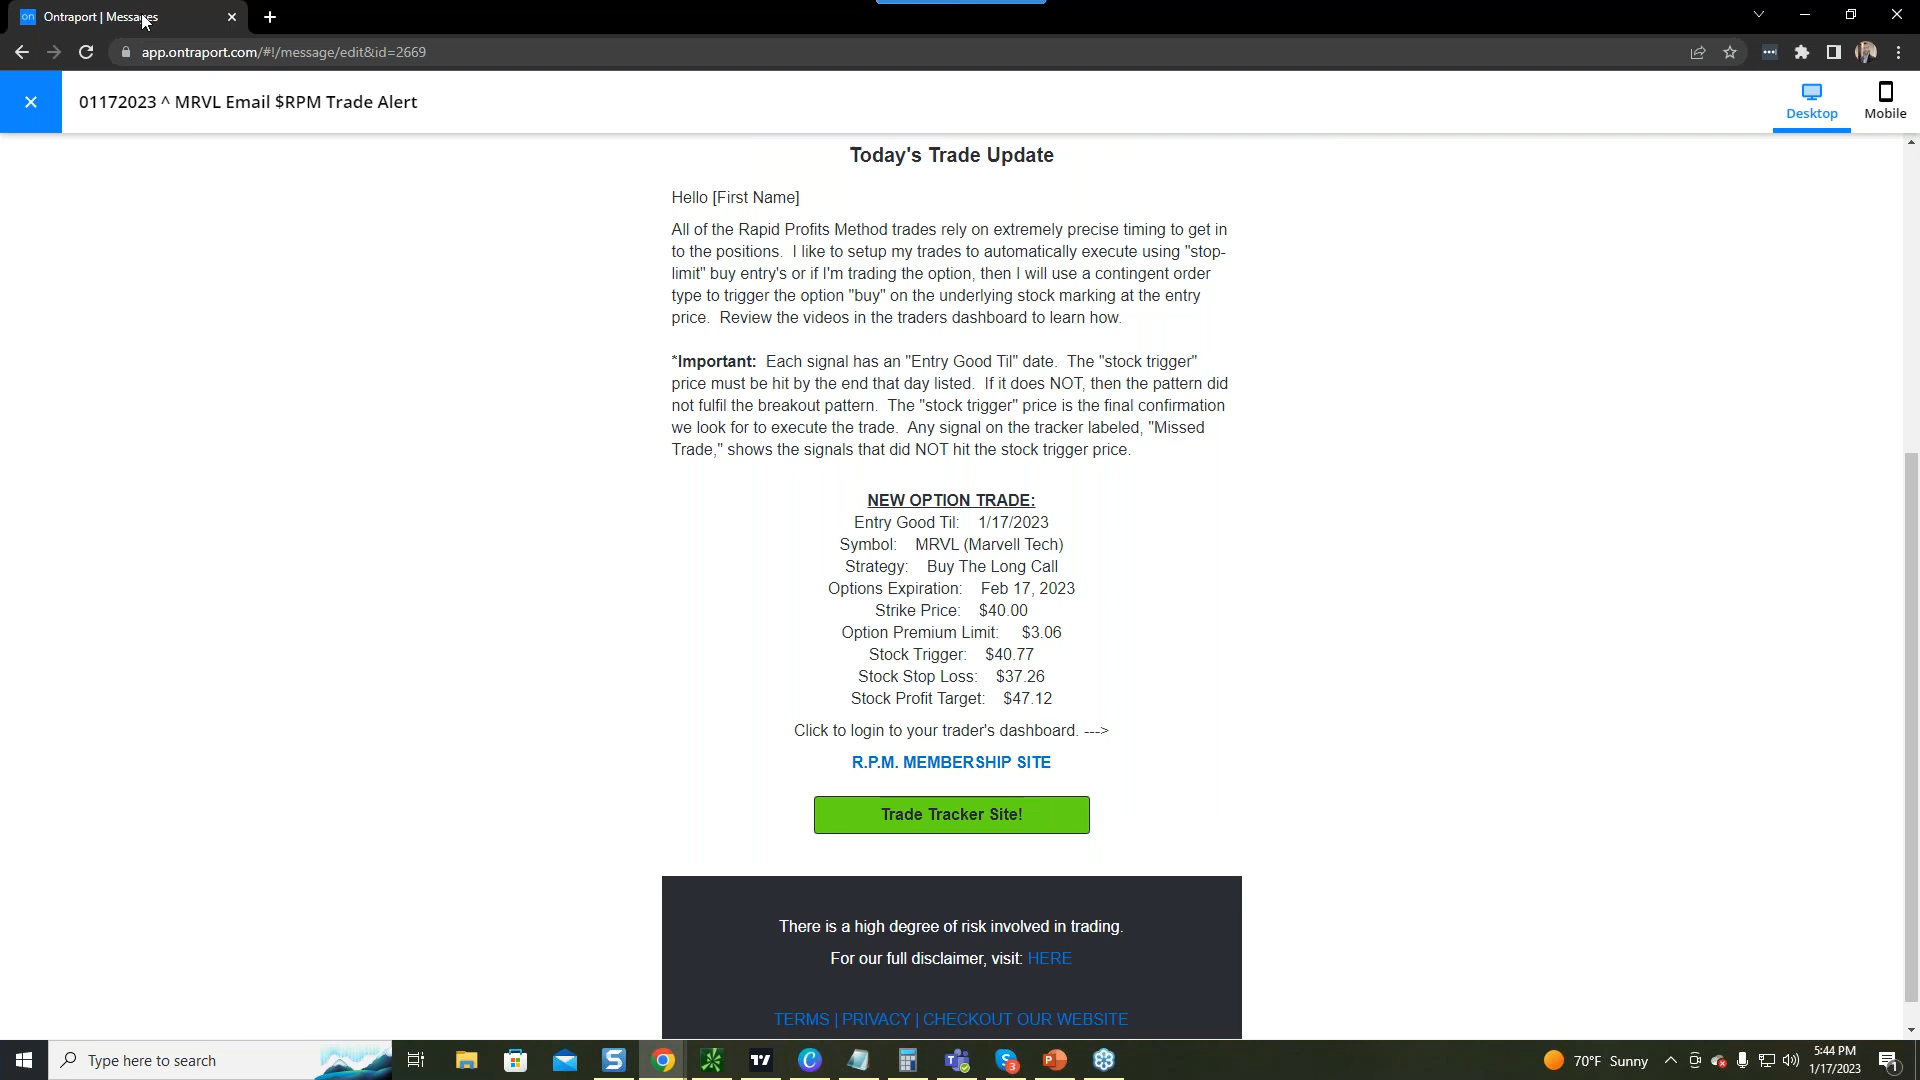 on Ontraport | Messages
app.ontraport.com/#!/message/edit&id=2669
01172023 ^ MRVL Email $RPM Trade Alert
Desktop
Mobile
Today's Trade Update
Hello [First Name]
All of the Rapid Profits Method trades rely on extremely precise timing to get in
to the positions.  I like to setup my trades to automatically execute using "stop-
limit" buy entry's or if I'm trading the option, then I will use a contingent order
type to trigger the option "buy" on the underlying stock marking at the entry
price.  Review the videos in the traders dashboard to learn how.
*Important:  Each signal has an "Entry Good Til" date.  The "stock trigger"
price must be hit by the end that day listed.  If it does NOT, then the pattern did
not fulfil the breakout pattern.  The "stock trigger" price is the final confirmation
we look for to execute the trade.  Any signal on the tracker labeled, "Missed
Trade," shows the signals that did NOT hit the stock trigger price.
NEW OPTION TRADE:
Entry Good Til:    1/17/2023
Symbol:    MRVL (Marvell Tech)
Strategy:    Buy The Long Call
Options Expiration:    Feb 17, 2023
Strike Price:    $40.00
Option Premium Limit:    $3.06
Stock Trigger:    $40.77
Stock Stop Loss:    $37.26
Stock Profit Target:    $47.12
Click to login to your trader's dashboard. --->
R.P.M. MEMBERSHIP SITE
Trade Tracker Site!
There is a high degree of risk involved in trading.
For our full disclaimer, visit: HERE
TERMS | PRIVACY | CHECKOUT OUR WEBSITE
Type here to search
70°F Sunny
5:44 PM
1/17/2023